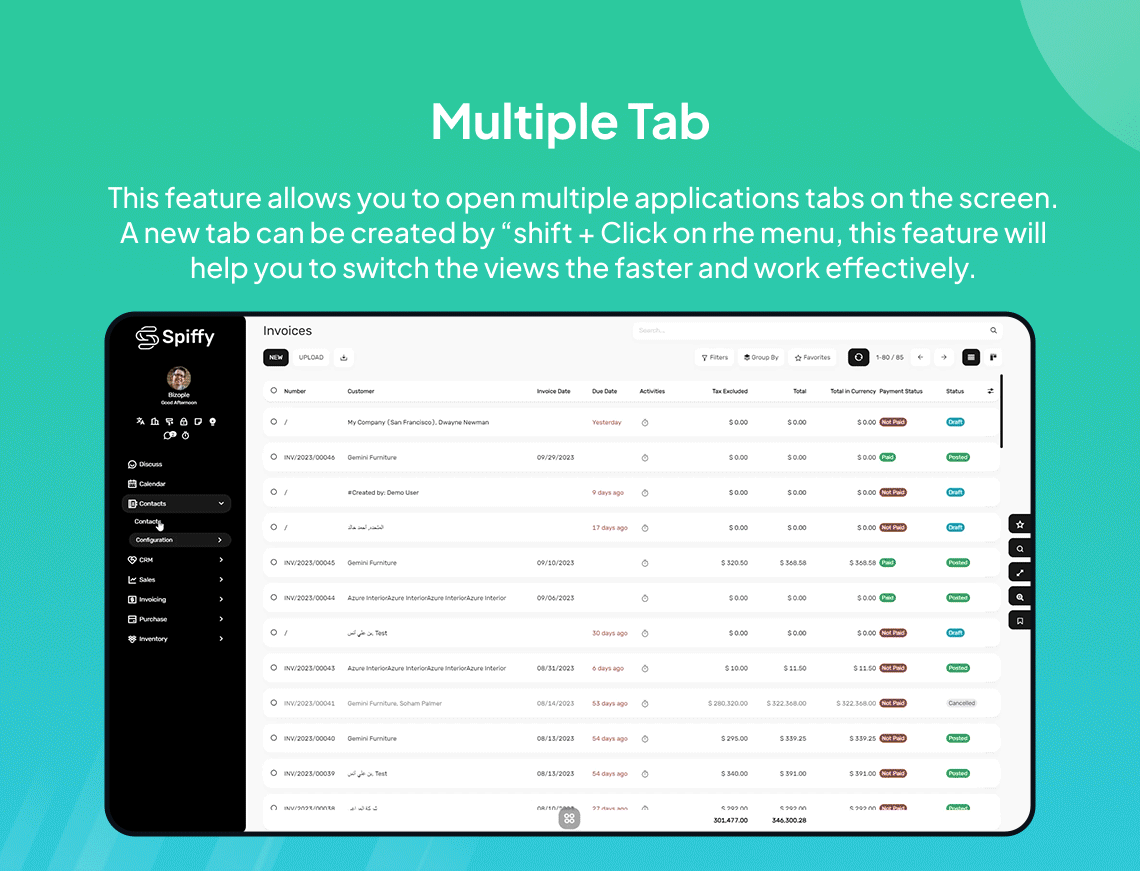 Multiple Tab
This feature allows you to open multiple applications tabs on the screen.
A new tab can be created by “shift + Click on rhe menu, this feature will
help you to switch the views the faster and work effectively.
Spiffy
Bizople
Good Afternoon
Discuss
Calendar
Contacts
Contacts
Configuration
CRM
Sales
Invoicing
Purchase
Inventory
Invoices
Search...
NEW UPLOAD Filters Group By Favorites 1-80 / 85
Number Customer Invoice Date Due Date Activities Tax Excluded Total Total in Currency Payment Status Status
/ My Company (San Francisco), Dwayne Newman Yesterday $ 0.00 $ 0.00 $ 0.00 Not Paid Draft
INV/2023/00046 Gemini Furniture 09/29/2023 $ 0.00 $ 0.00 $ 0.00 Paid Posted
/ #Created by: Demo User 9 days ago $ 0.00 $ 0.00 $ 0.00 Not Paid Draft
/ 17 days ago $ 0.00 $ 0.00 $ 0.00 Not Paid Draft
INV/2023/00045 Gemini Furniture 09/10/2023 $ 320.50 $ 368.58 $ 368.58 Paid Posted
INV/2023/00044 Azure InteriorAzure InteriorAzure InteriorAzure Interior 09/06/2023 $ 0.00 $ 0.00 $ 0.00 Paid Posted
/ بن علي أنس, Test 30 days ago $ 0.00 $ 0.00 $ 0.00 Not Paid Draft
INV/2023/00043 Azure InteriorAzure InteriorAzure InteriorAzure Interior 08/31/2023 6 days ago $ 10.00 $ 11.50 $ 11.50 Not Paid Posted
INV/2023/00041 Gemini Furniture, Soham Palmer 08/14/2023 53 days ago $ 280,320.00 $ 322,368.00 $ 322,368.00 Not Paid Cancelled
INV/2023/00040 Gemini Furniture 08/13/2023 54 days ago $ 295.00 $ 339.25 $ 339.25 Not Paid Posted
INV/2023/00039 بن علي أنس, Test 08/13/2023 54 days ago $ 340.00 $ 391.00 $ 391.00 Not Paid Posted
INV/2023/00038 08/10/2023 27 days ago $ 292.00 $ 292.00 $ 292.00 Not Paid Posted
301,477.00 346,300.28